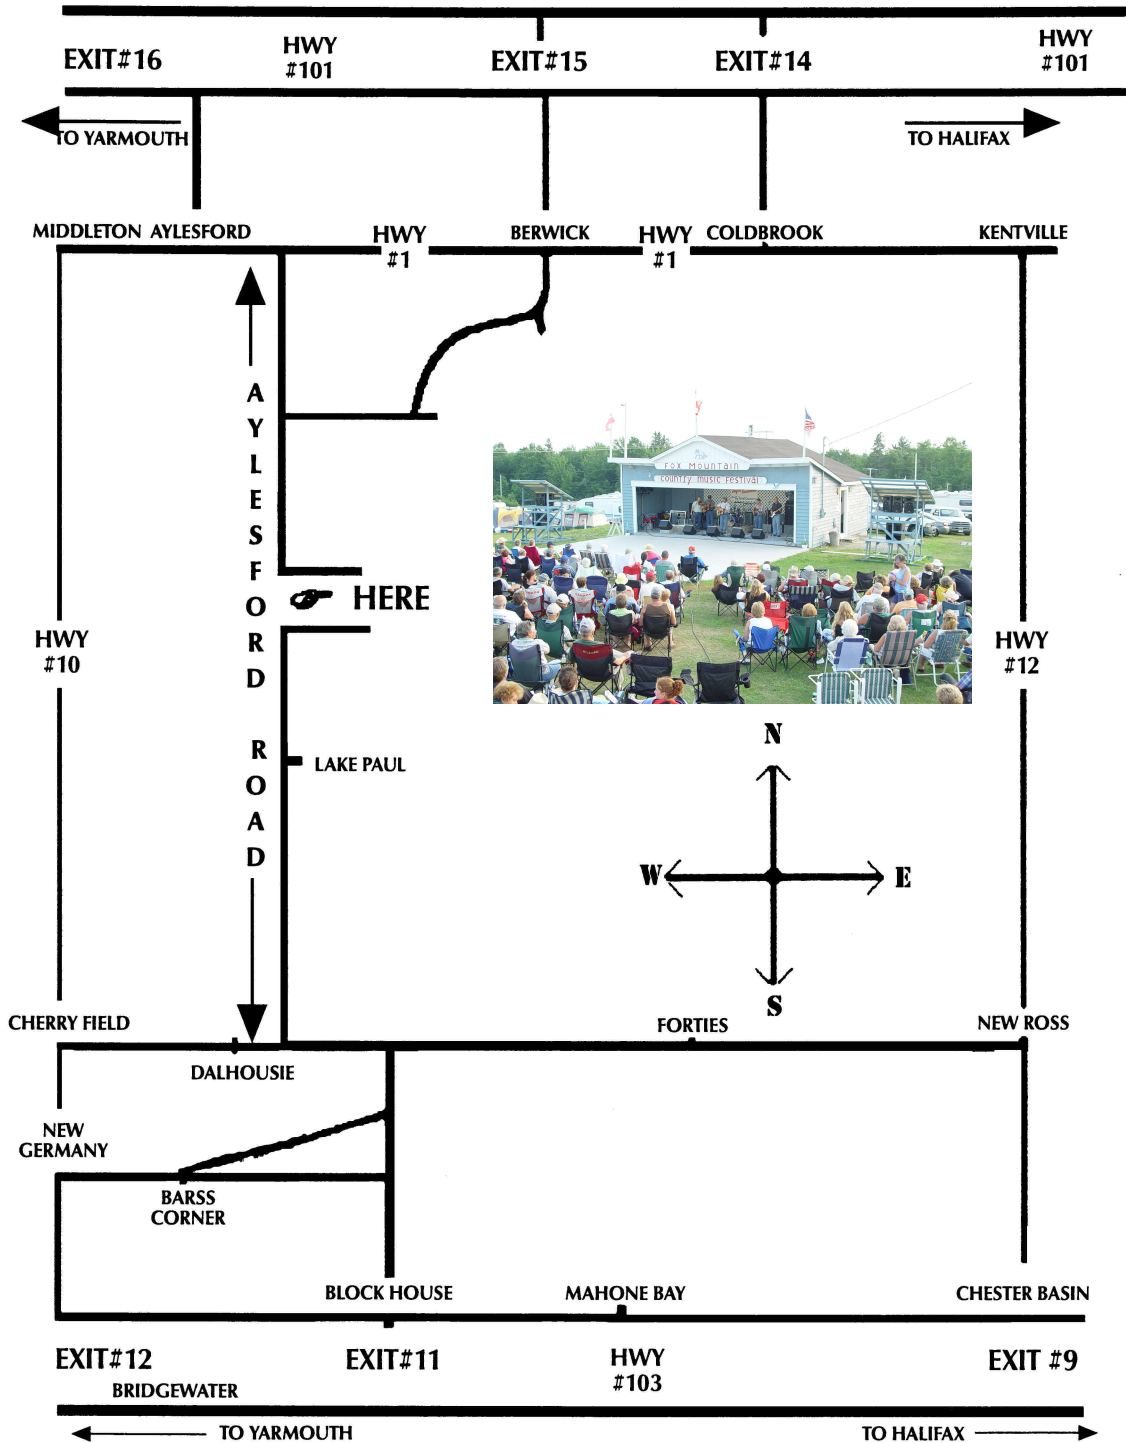 EXIT#16
HWY
#101
EXIT#15
EXIT#14
HWY
#101
TO YARMOUTH
TO HALIFAX
MIDDLETON
AYLESFORD
HWY
#1
BERWICK
HWY
#1
COLDBROOK
KENTVILLE
AYLESFORD ROAD
FOX MOUNTAIN
COUNTRY MUSIC FESTIVAL
HERE
HWY
#10
HWY
#12
LAKE PAUL
N
W
E
S
CHERRY FIELD
FORTIES
NEW ROSS
DALHOUSIE
NEW
GERMANY
BARSS
CORNER
BLOCK HOUSE
MAHONE BAY
CHESTER BASIN
EXIT#12
EXIT#11
HWY
#103
EXIT #9
BRIDGEWATER
TO YARMOUTH
TO HALIFAX